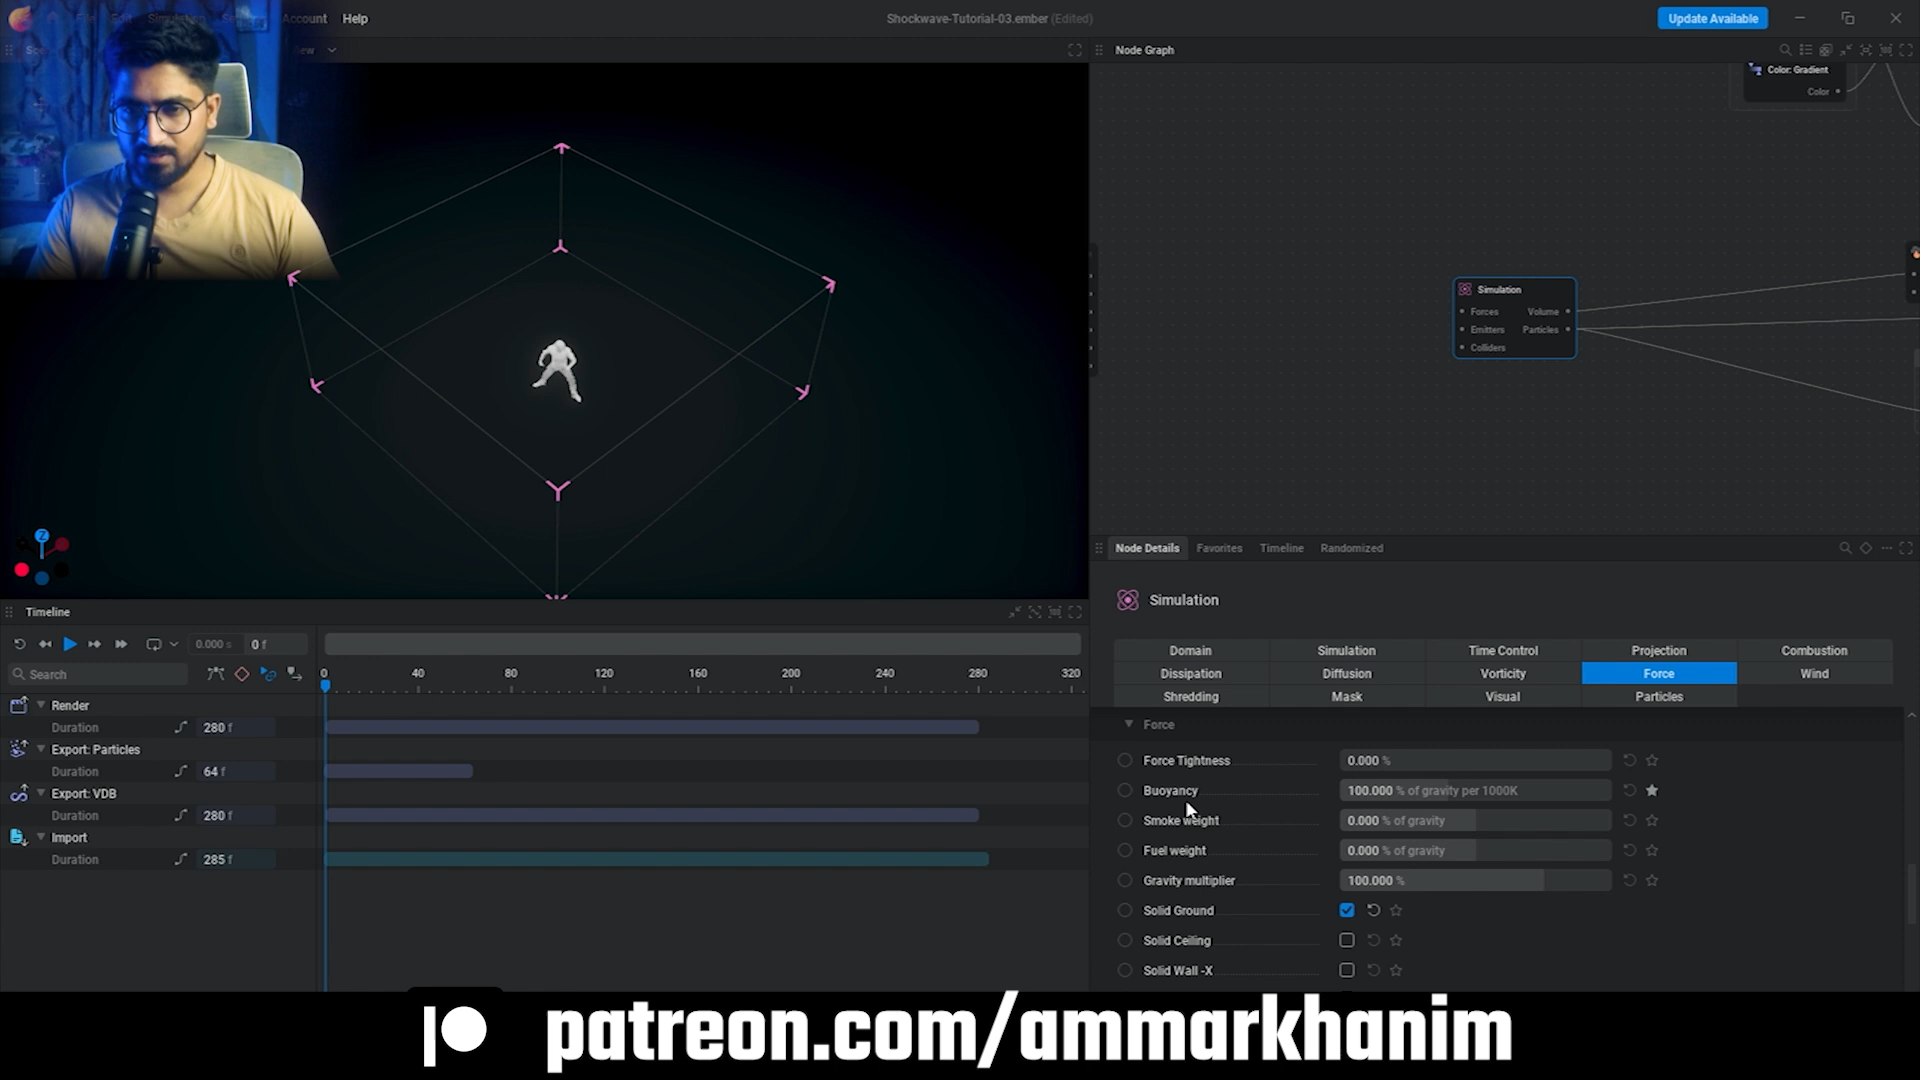 Account
Help
Shockwave-Tutorial-03.ember (Edited)
Update Available
Node Graph
Color: Gradient
Color
Simulation
Forces
Volume
Emitters
Particles
Colliders
Z
Timeline
0.000 s
0 f
Search
0
40
80
120
160
200
240
280
320
Render
Duration
280 f
Export: Particles
Duration
64 f
Export: VDB
Duration
280 f
Import
Duration
285 f
Node Details
Favorites
Timeline
Randomized
Simulation
Domain
Simulation
Time Control
Projection
Combustion
Dissipation
Diffusion
Vorticity
Force
Wind
Shredding
Mask
Visual
Particles
Force
Force Tightness
0.000 %
Buoyancy
100.000 % of gravity per 1000K
Smoke weight
0.000 % of gravity
Fuel weight
0.000 % of gravity
Gravity multiplier
100.000 %
Solid Ground
Solid Ceiling
Solid Wall -X
patreon.com/ammarkhanim